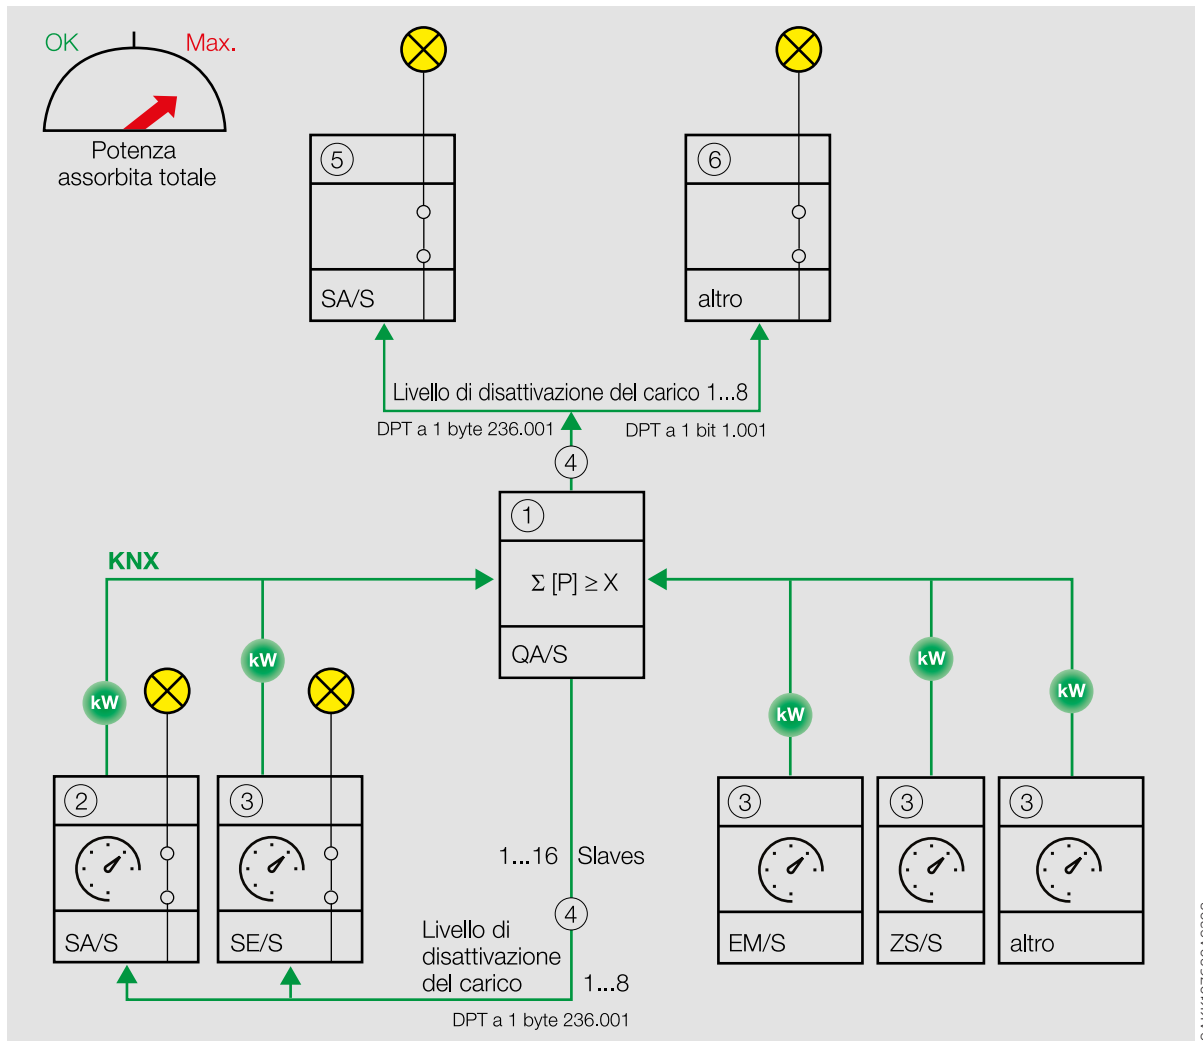 OK
Max.
Potenza
assorbita totale
5
SA/S
6
altro
Livello di disattivazione del carico 1...8
DPT a 1 byte 236.001
DPT a 1 bit 1.001
4
1
Σ [P] ≥ X
QA/S
KNX
kW
kW
kW
kW
kW
2
SA/S
3
SE/S
1...16 Slaves
4
Livello di
disattivazione
del carico 1...8
DPT a 1 byte 236.001
3
EM/S
3
ZS/S
3
altro